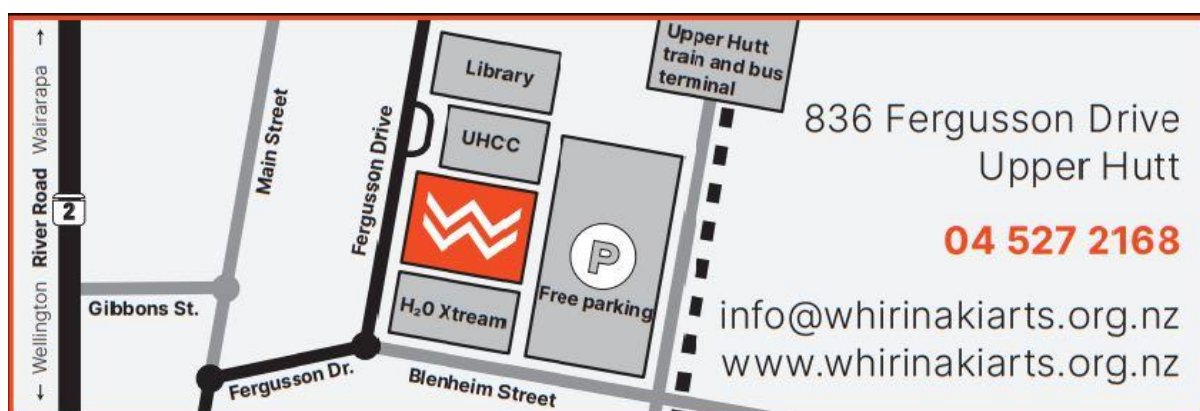 ← Wellington River Road Wairarapa →
2
Main Street
Gibbons St.
Fergusson Drive
Fergusson Dr.
Library
UHCC
H₂O Xtream
Blenheim Street
P
Free parking
Upper Hutt
train and bus
terminal
836 Fergusson Drive
Upper Hutt
04 527 2168
info@whirinakiarts.org.nz
www.whirinakiarts.org.nz